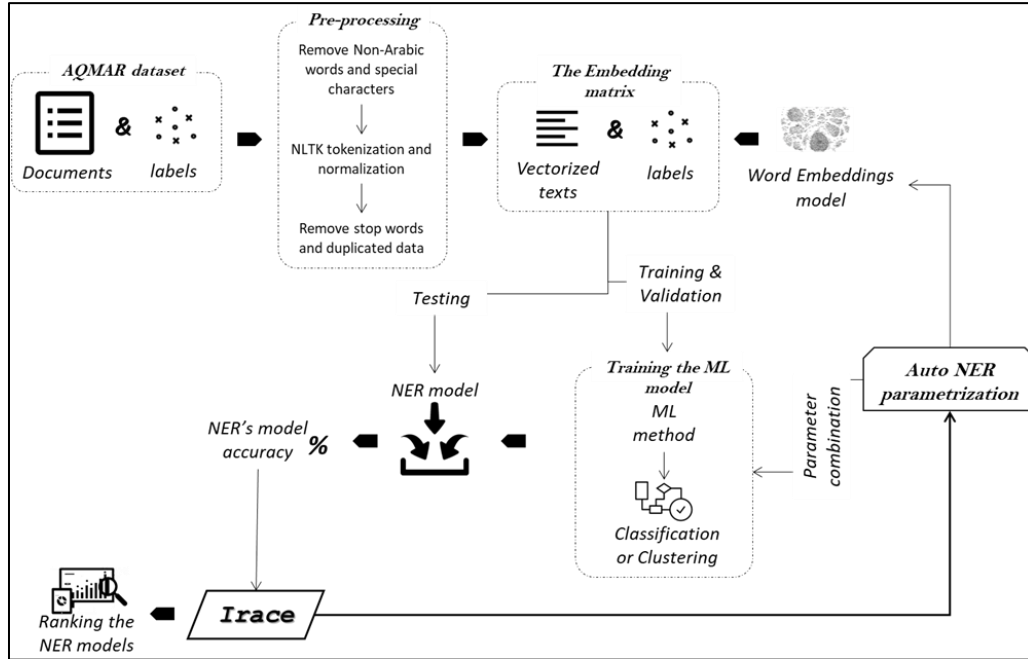 AQMAR dataset
&
Documents
labels
Pre-processing
Remove Non-Arabic
words and special
characters
NLTK tokenization and
normalization
Remove stop words
and duplicated data
The Embedding
matrix
&
Vectorized
texts
labels
Word Embeddings
model
Testing
Training &
Validation
Training the ML
model
ML
method
Classification
or Clustering
Auto NER
parametrization
Parameter
combination
NER model
NER's model
accuracy %
Irace
Ranking the
NER models